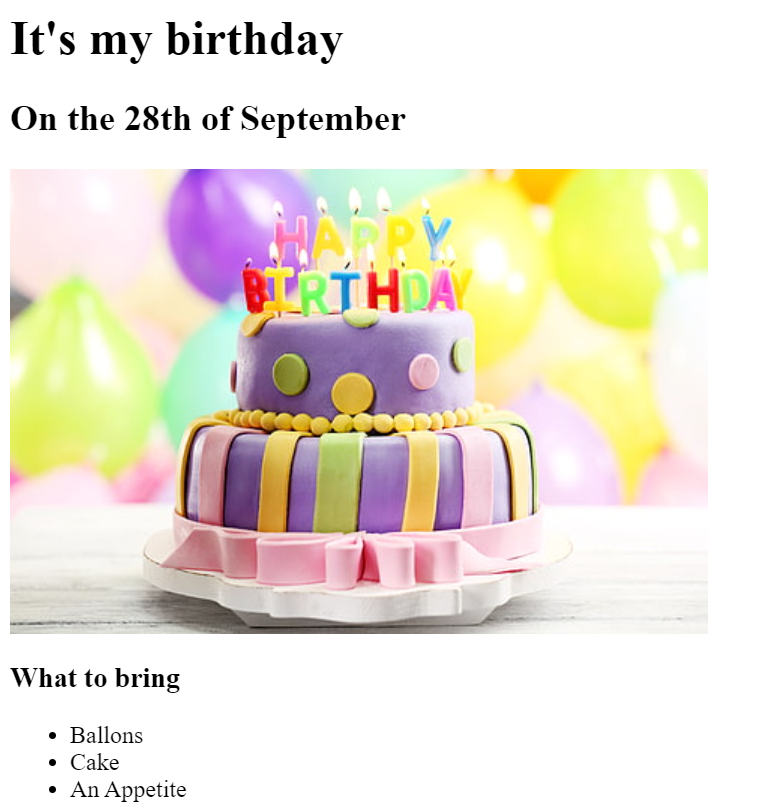 It's my birthday
On the 28th of September
HAPPY
BIRTHDAY
What to bring
Ballons
Cake
An Appetite